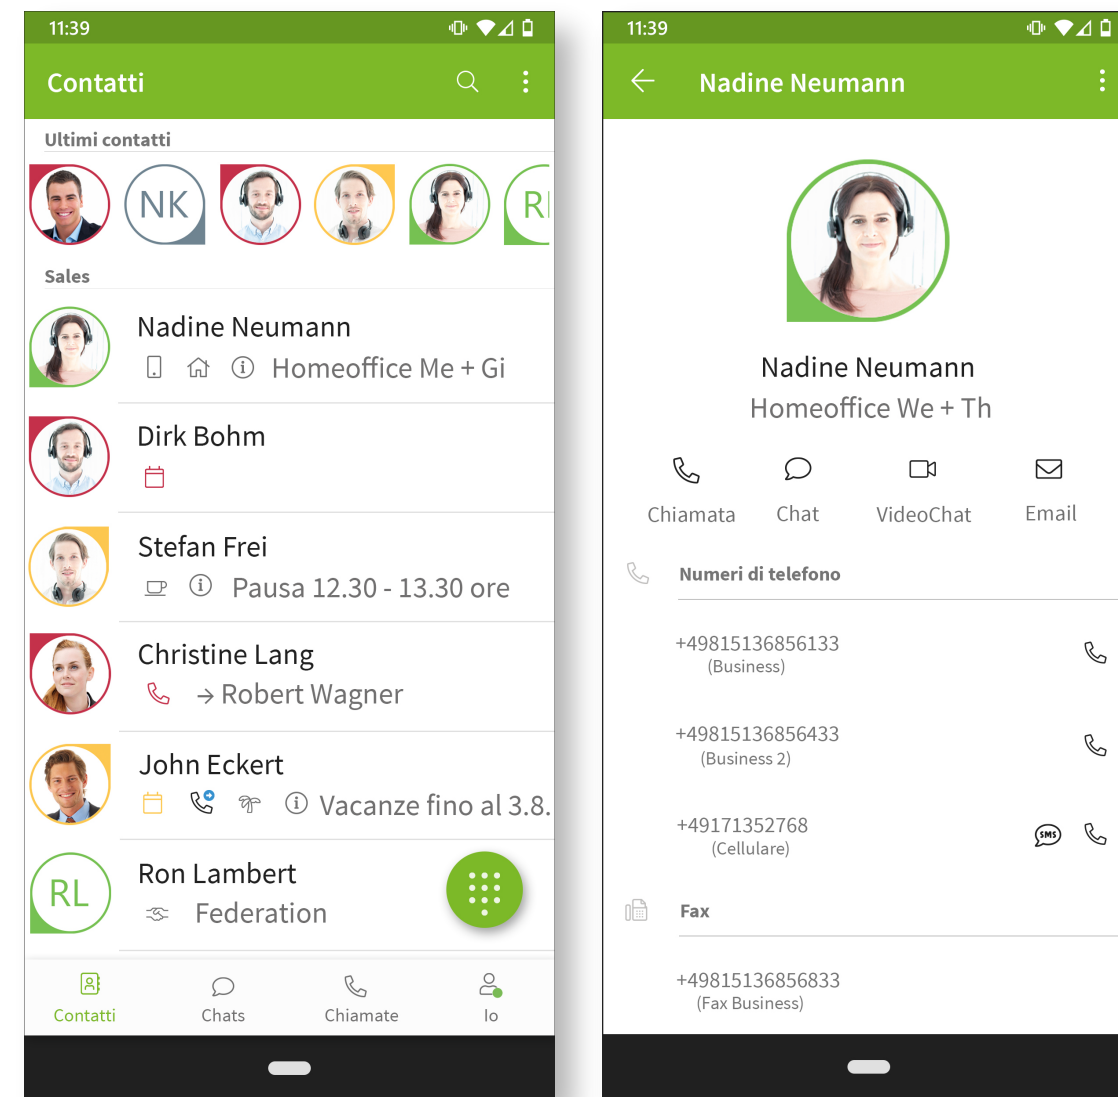 11:39
Contatti
Ultimi contatti
NK
Sales
Nadine Neumann
Homeoffice Me + Gi
Dirk Bohm
Stefan Frei
Pausa 12.30 - 13.30 ore
Christine Lang
→ Robert Wagner
John Eckert
Vacanze fino al 3.8.
RL
Ron Lambert
Federation
Contatti
Chats
Chiamate
Io
11:39
Nadine Neumann
Nadine Neumann
Homeoffice We + Th
Chiamata
Chat
VideoChat
Email
Numeri di telefono
+49815136856133
(Business)
+49815136856433
(Business 2)
+49171352768
(Cellulare)
SMS
Fax
+49815136856833
(Fax Business)